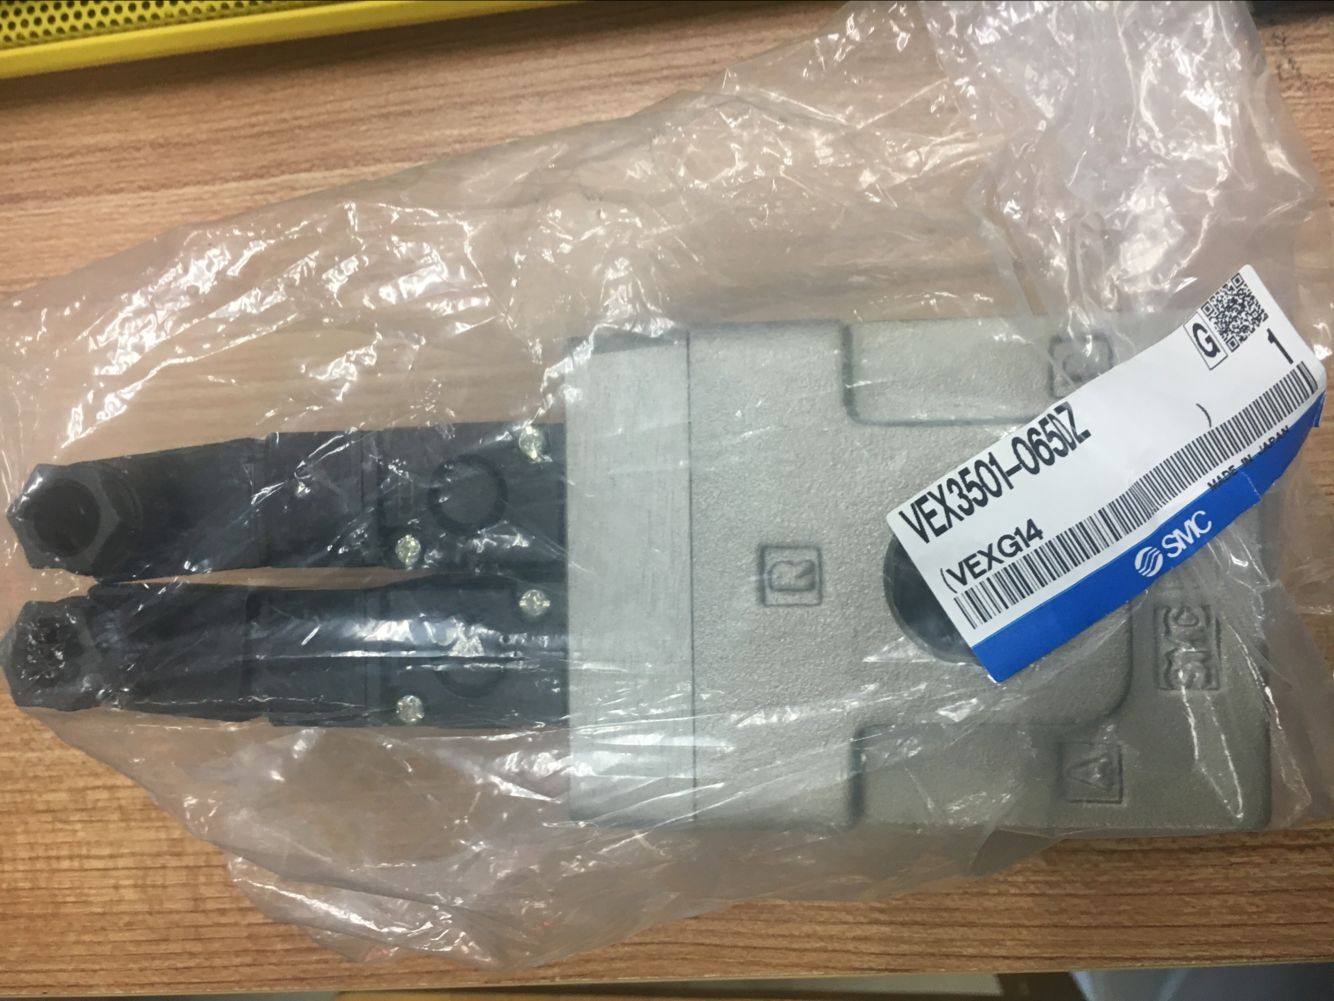 G
VEX3501-065DZ
1
(VEXG14
)
MADE IN JAPAN
SMC
R
SMC
A